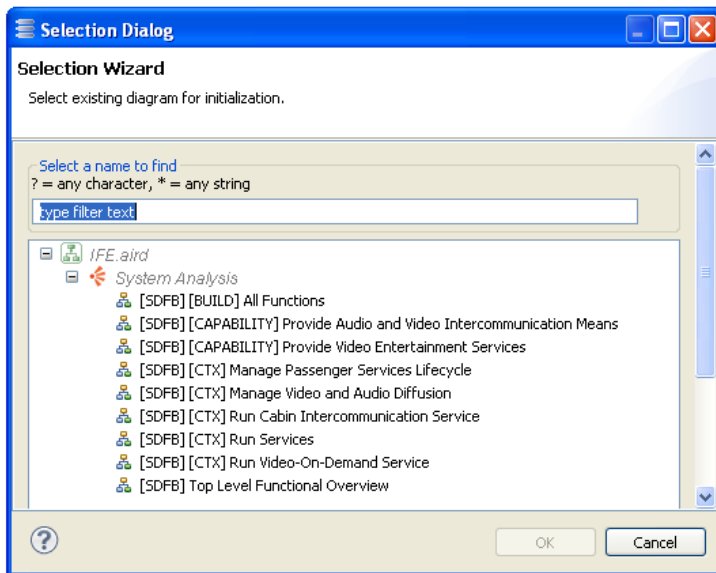 Selection Dialog
Selection Wizard
Select existing diagram for initialization.
Select a name to find
? = any character, * = any string
type filter text
IFE.aird
System Analysis
[SDFB] [BUILD] All Functions
[SDFB] [CAPABILITY] Provide Audio and Video Intercommunication Means
[SDFB] [CAPABILITY] Provide Video Entertainment Services
[SDFB] [CTX] Manage Passenger Services Lifecycle
[SDFB] [CTX] Manage Video and Audio Diffusion
[SDFB] [CTX] Run Cabin Intercommunication Service
[SDFB] [CTX] Run Services
[SDFB] [CTX] Run Video-On-Demand Service
[SDFB] Top Level Functional Overview
? OK Cancel